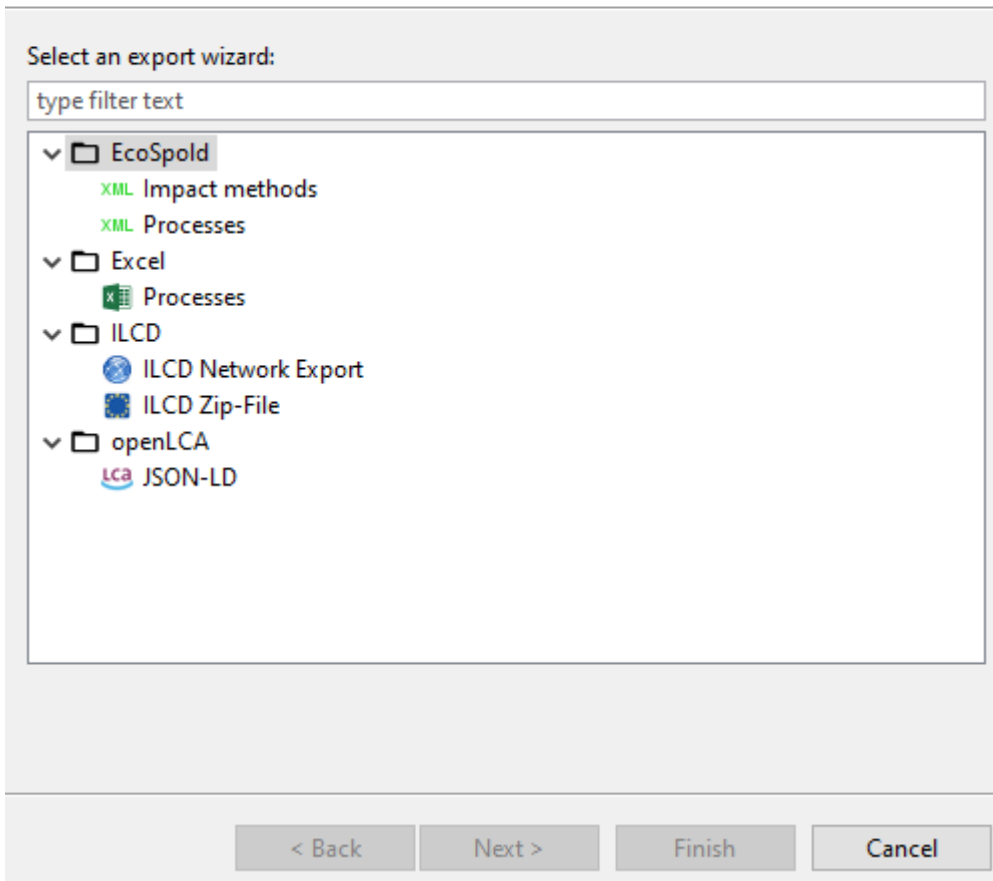 Select an export wizard:
type filter text
EcoSpold
XML Impact methods
XML Processes
Excel
Processes
ILCD
ILCD Network Export
ILCD Zip-File
openLCA
LCa JSON-LD
< Back Next > Finish Cancel